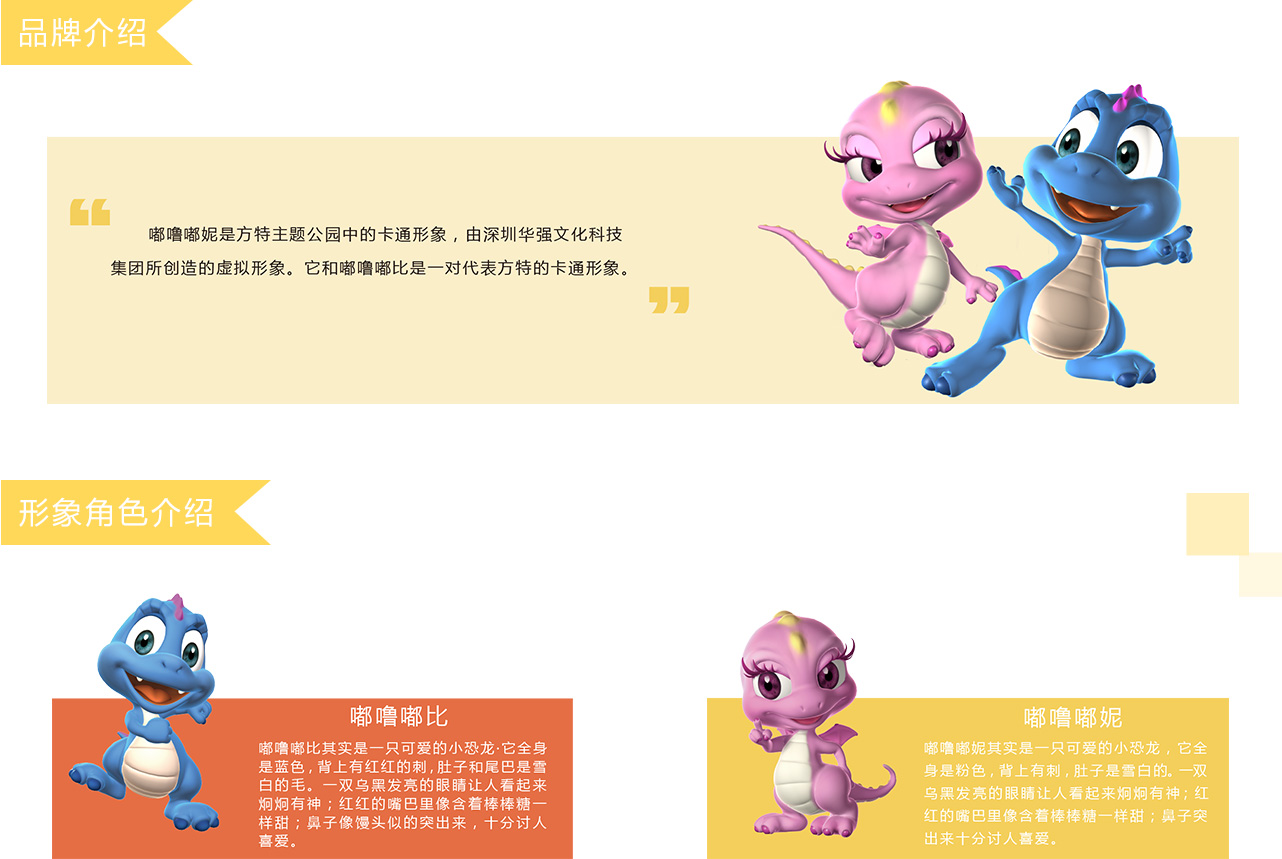 品牌介绍
嘟噜嘟妮是方特主题公园中的卡通形象，由深圳华强文化科技
集团所创造的虚拟形象。它和嘟噜嘟比是一对代表方特的卡通形象。
形象角色介绍
嘟噜嘟比
嘟噜嘟比其实是一只可爱的小恐龙·它全身
是蓝色，背上有红红的刺，肚子和尾巴是雪
白的毛。一双乌黑发亮的眼睛让人看起来
炯炯有神；红红的嘴巴里像含着棒棒糖一
样甜；鼻子像馒头似的突出来，十分讨人
喜爱。
嘟噜嘟妮
嘟噜嘟妮其实是一只可爱的小恐龙，它全
身是粉色，背上有刺，肚子是雪白的。一双
乌黑发亮的眼睛让人看起来炯炯有神；红
红的嘴巴里像含着棒棒糖一样甜；鼻子突
出来十分讨人喜爱。